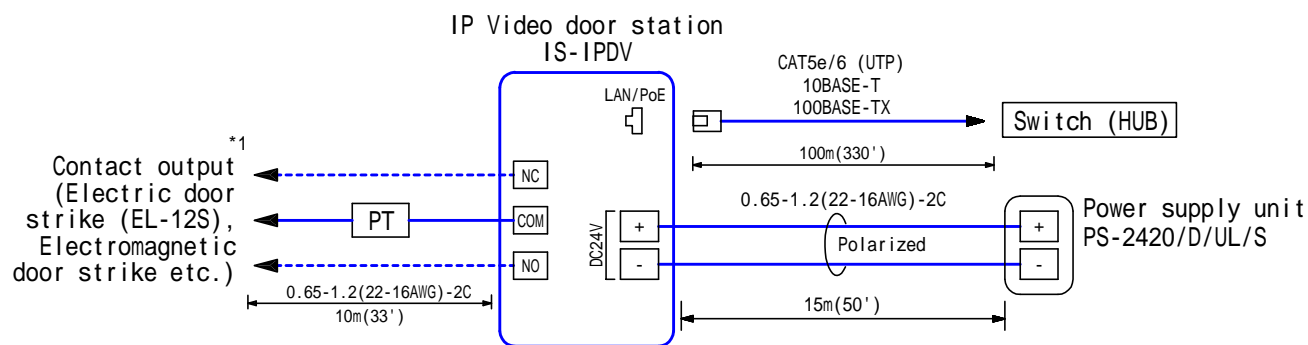 IP Video door station
IS-IPDV
CAT5e/6 (UTP)
10BASE-T
100BASE-TX
LAN/PoE
Switch (HUB)
100m(330')
*1
Contact output
(Electric door
strike (EL-12S),
Electromagnetic
door strike etc.)
NC
COM
NO
PT
0.65-1.2(22-16AWG)-2C
10m(33')
DC24V
+
-
0.65-1.2(22-16AWG)-2C
Polarized
15m(50')
+
-
Power supply unit
PS-2420/D/UL/S